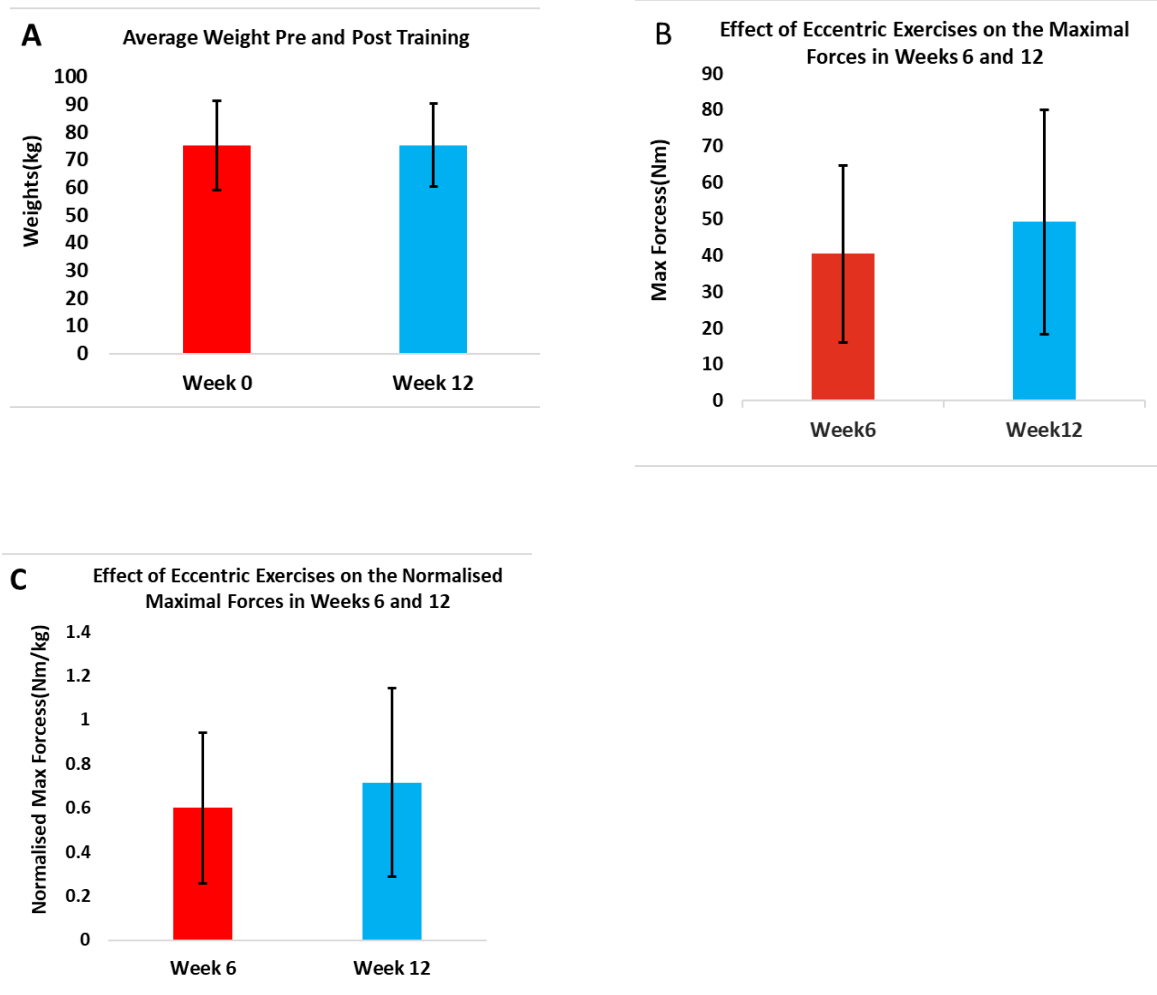 A
Average Weight Pre and Post Training
Weights(kg)
100
90
80
70
60
50
40
30
20
10
0
Week 0
Week 12
B
Effect of Eccentric Exercises on the Maximal
Forces in Weeks 6 and 12
Max Forcess(Nm)
90
80
70
60
50
40
30
20
10
0
Week6
Week12
C
Effect of Eccentric Exercises on the Normalised
Maximal Forces in Weeks 6 and 12
Normalised Max Forcess(Nm/kg)
1.4
1.2
1
0.8
0.6
0.4
0.2
0
Week 6
Week 12